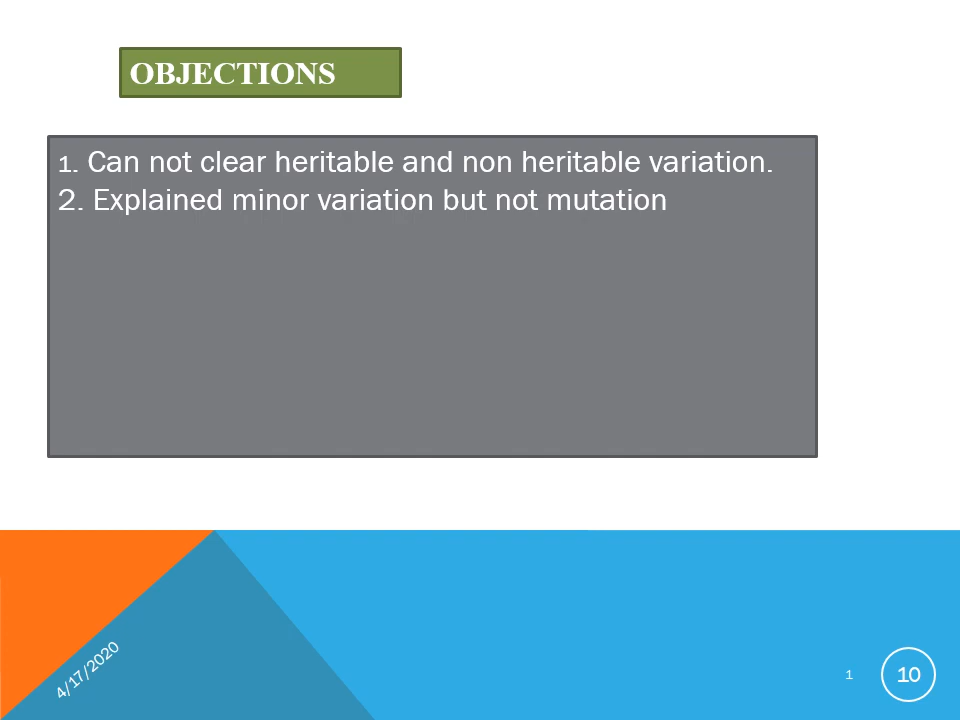 OBJECTIONS
1. Can not clear heritable and non heritable variation.
2. Explained minor variation but not mutation
4/17/2020
1
10